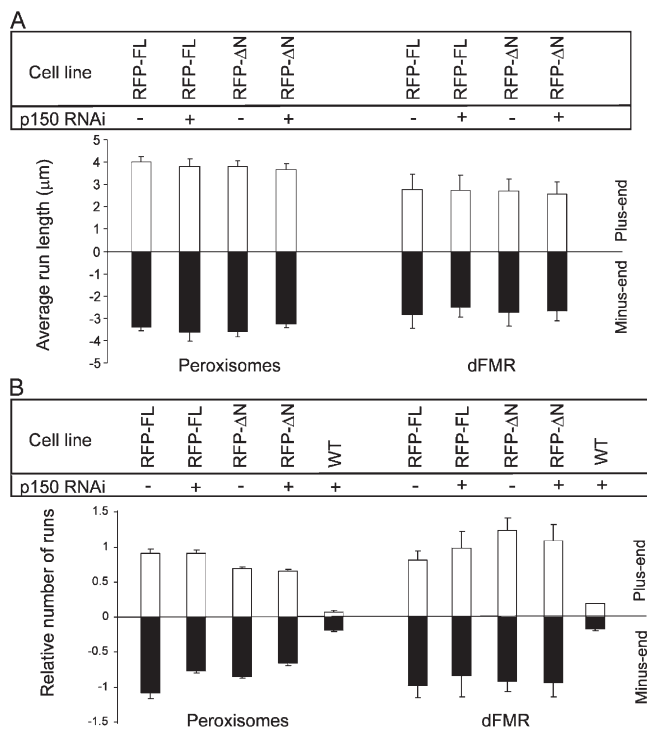 A
Cell line
RFP-FL RFP-FL RFP-ΔN RFP-ΔN RFP-FL RFP-FL RFP-ΔN RFP-ΔN
p150 RNAi - + - + - + - +
Average run length (μm)
5
4
3
2
1
0
-1
-2
-3
-4
-5
Plus-end
Minus-end
Peroxisomes dFMR
B
Cell line
RFP-FL RFP-FL RFP-ΔN RFP-ΔN WT RFP-FL RFP-FL RFP-ΔN RFP-ΔN WT
p150 RNAi - + - + + - + - + +
Relative number of runs
1.5
1
0.5
0
-0.5
-1
-1.5
Plus-end
Minus-end
Peroxisomes dFMR